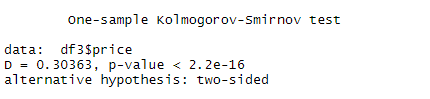 One-sample Kolmogorov-Smirnov test
data: df3$price
D = 0.30363, p-value < 2.2e-16
alternative hypothesis: two-sided